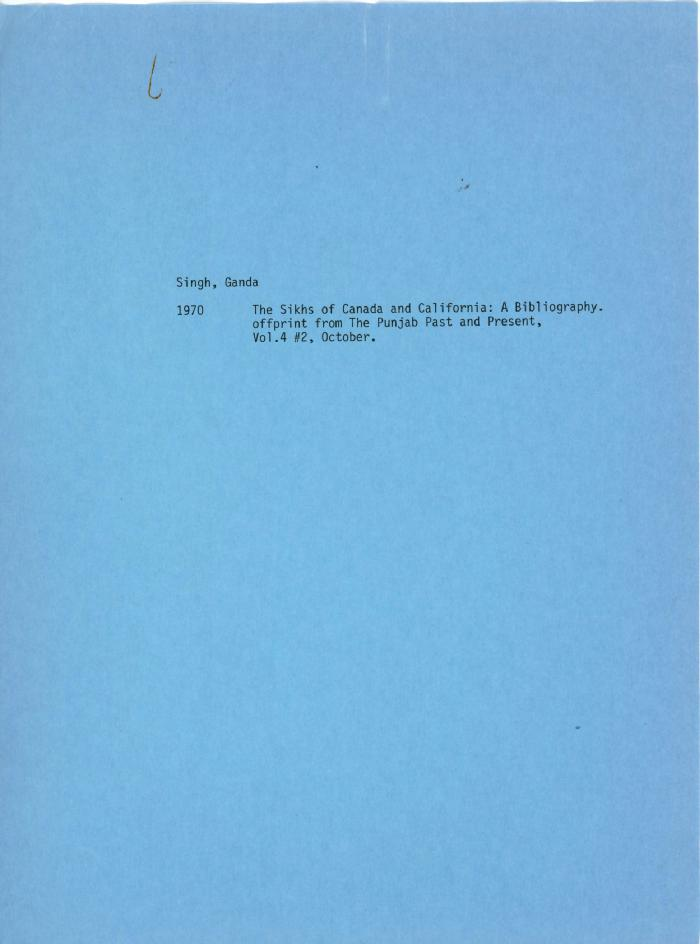 Singh, Ganda
1970 The Sikhs of Canada and California: A Bibliography.
offprint from The Punjab Past and Present,
Vol.4 #2, October.